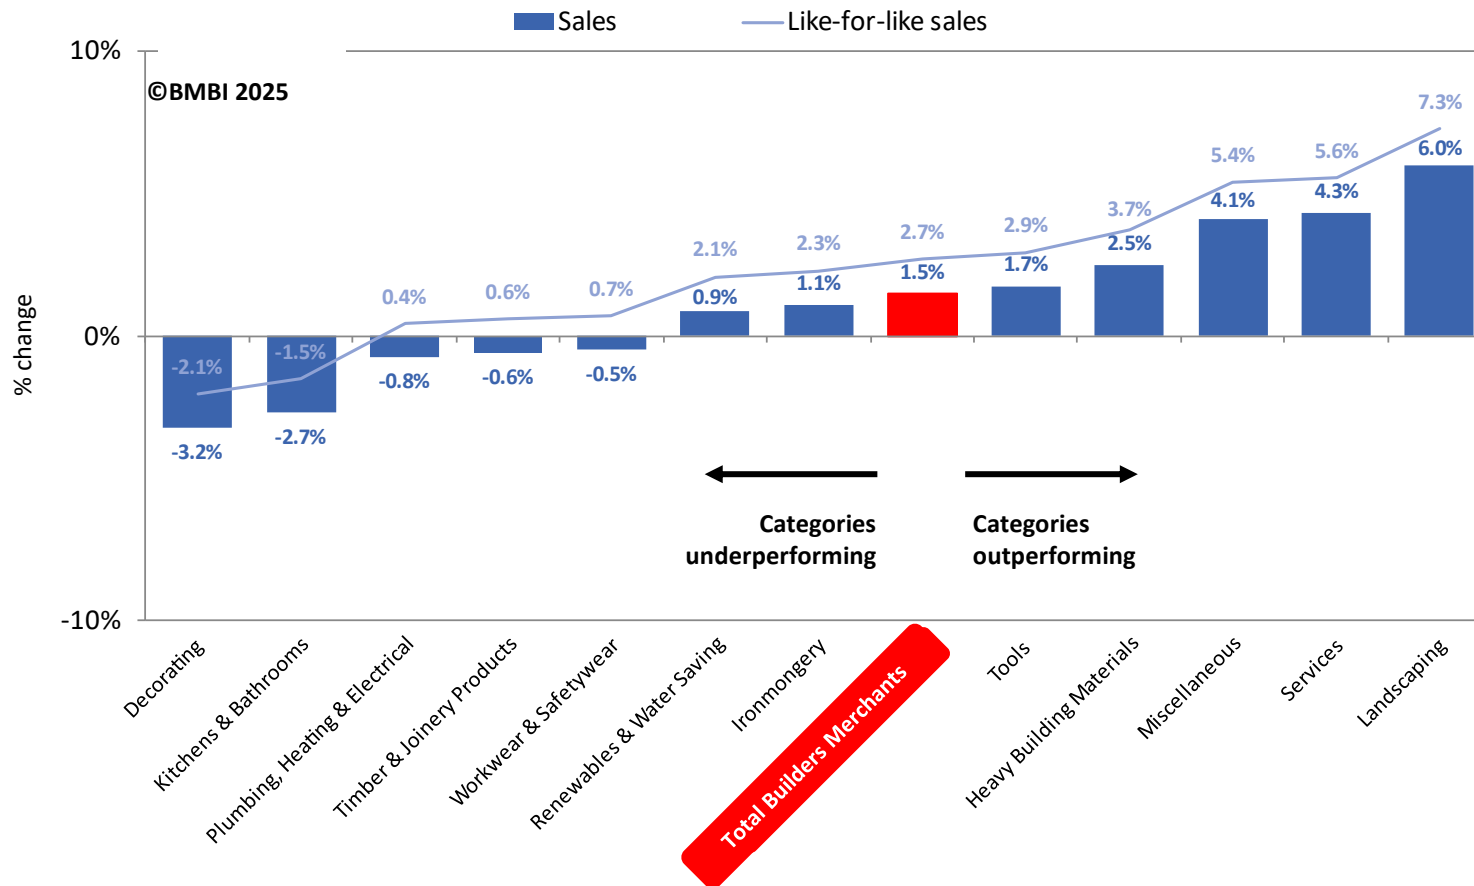 Sales
Like-for-like sales
10%
©BMBI 2025
7.3%
6.0%
5.6%
5.4%
4.3%
4.1%
3.7%
2.9%
2.7%
2.5%
2.3%
2.1%
1.7%
1.5%
1.1%
0.9%
0.7%
0.6%
0.4%
% change
0%
-2.1%
-1.5%
-0.8%
-0.6%
-0.5%
-3.2%
-2.7%
Categories
underperforming
Categories
outperforming
-10%
Decorating
Kitchens & Bathrooms
Plumbing, Heating & Electrical
Timber & Joinery Products
Workwear & Safetywear
Renewables & Water Saving
Ironmongery
Total Builders Merchants
Tools
Heavy Building Materials
Miscellaneous
Services
Landscaping